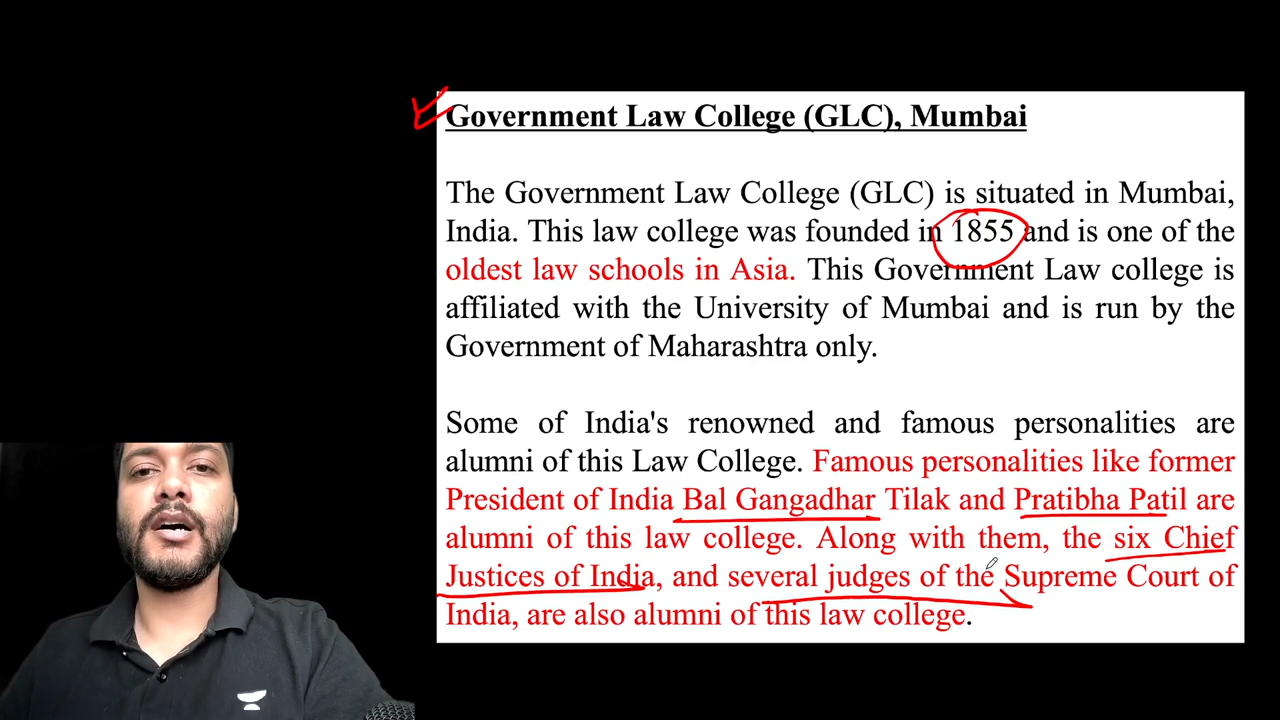 Government Law College (GLC), Mumbai
The Government Law College (GLC) is situated in Mumbai,
India. This law college was founded in 1855 and is one of the
oldest law schools in Asia. This Government Law college is
affiliated with the University of Mumbai and is run by the
Government of Maharashtra only.
Some of India's renowned and famous personalities are
alumni of this Law College. Famous personalities like former
President of India Bal Gangadhar Tilak and Pratibha Patil are
alumni of this law college. Along with them, the six Chief
Justices of India, and several judges of the Supreme Court of
India, are also alumni of this law college.